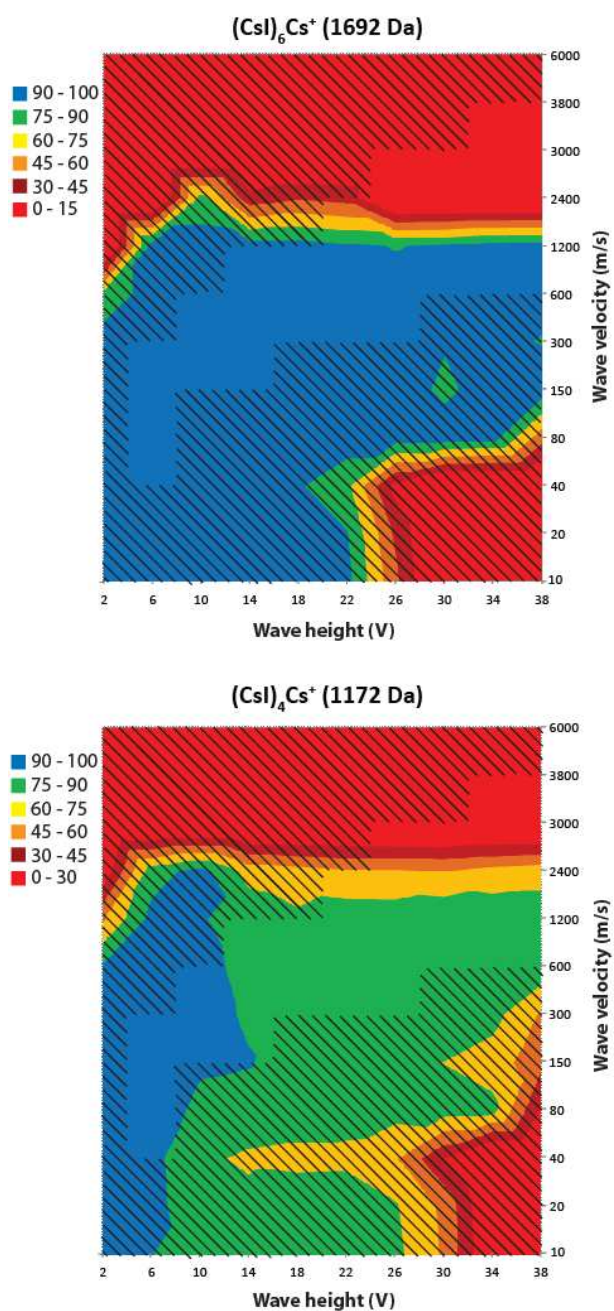 (CsI)₆Cs⁺ (1692 Da)
90 - 100
75 - 90
60 - 75
45 - 60
30 - 45
0 - 15
6000
3800
3000
2400
1200
600
300
150
80
40
20
10
Wave velocity (m/s)
2 6 10 14 18 22 26 30 34 38
Wave height (V)
(CsI)₄Cs⁺ (1172 Da)
90 - 100
75 - 90
60 - 75
45 - 60
30 - 45
0 - 30
6000
3800
3000
2400
1200
600
300
150
80
40
20
10
Wave velocity (m/s)
2 6 10 14 18 22 26 30 34 38
Wave height (V)